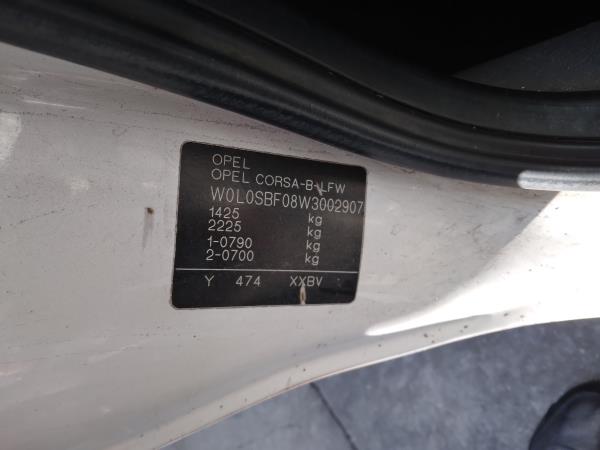 OPEL
OPEL CORSA-B-LFW
W0L0SBF08W3002907
1425 kg
2225 kg
1-0790 kg
2-0700 kg
Y 474 XXBV